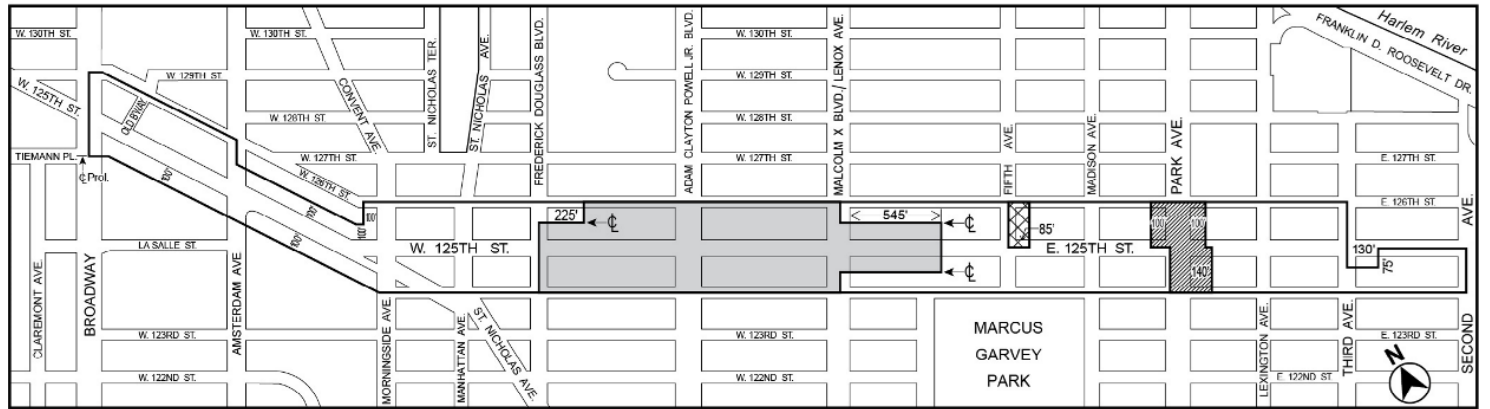 W. 130TH ST.
W. 130TH ST.
W. 130TH ST.
W. 130TH ST.
Harlem River
FRANKLIN D. ROOSEVELT DR.
ST. NICHOLAS TER.
ST. NICHOLAS AVE.
FREDERICK DOUGLASS BLVD.
ADAM CLAYTON POWELL JR. BLVD.
MALCOLM X BLVD./ LENOX AVE.
W. 125TH ST.
W. 129TH ST.
OLD BWAY
CONVENT AVE.
W. 129TH ST.
W. 128TH ST.
W. 128TH ST.
FIFTH AVE.
MADISON AVE.
PARK AVE.
TIEMANN PL.
℄ Prol.
W. 127TH ST.
W. 126TH ST.
W. 127TH ST.
E. 127TH ST.
100'
100'
100'
100'
100'
225'
℄
545'
℄
85'
100'
100'
E. 126TH ST.
LA SALLE ST.
W. 125TH ST.
E. 125TH ST.
130'
75'
℄
140'
CLAREMONT AVE.
BROADWAY
AMSTERDAM AVE
MORNINGSIDE AVE.
MANHATTAN AVE.
ST. NICHOLAS AVE.
LEXINGTON AVE.
THIRD AVE.
SECOND AVE.
W. 123RD ST.
W. 123RD ST.
E. 123RD ST.
MARCUS
GARVEY
PARK
W. 122ND ST.
W. 122ND ST.
E. 122ND ST.
N